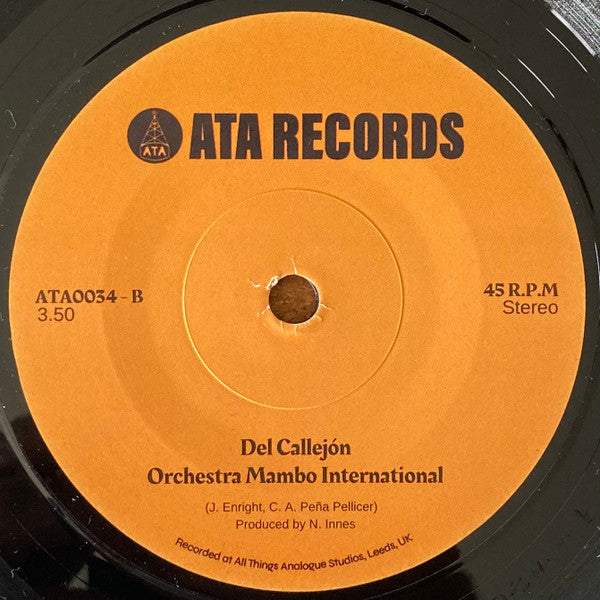 ATA
ATA RECORDS
ATA0034 - B
3.50
45 R.P.M
Stereo
Del Callejón
Orchestra Mambo International
(J. Enright, C. A. Peña Pellicer)
Produced by N. Innes
Recorded at All Things Analogue Studios, Leeds, UK